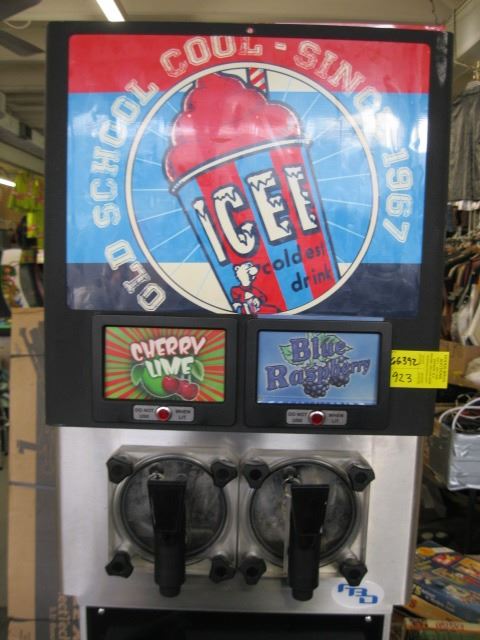 OLD SCHOOL COOL - SINCE 1967
ICEE
coldest
drink
CHERRY
LIME
Blue
Raspberry
66392
923
DO NOT
USE
WHEN
LIT
DO NOT
USE
WHEN
LIT
FBD